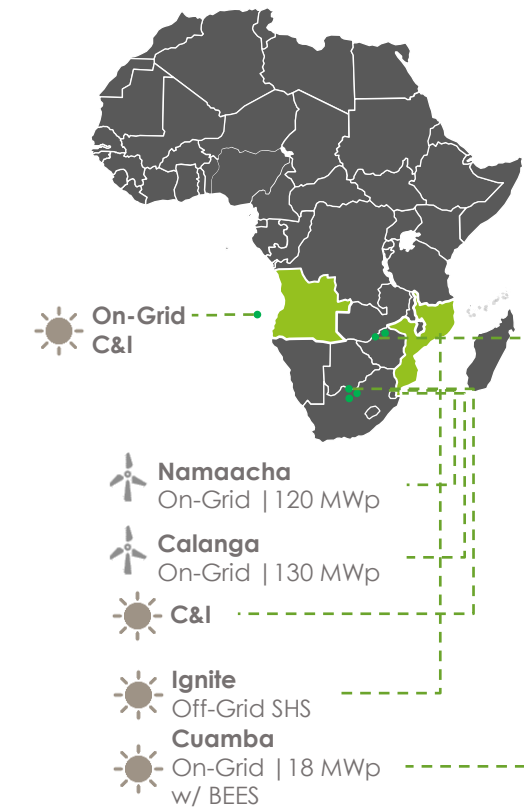 On-Grid
C&I
Namaacha
On-Grid | 120 MWp
Calanga
On-Grid | 130 MWp
C&I
Ignite
Off-Grid SHS
Cuamba
On-Grid | 18 MWp
w/ BEES